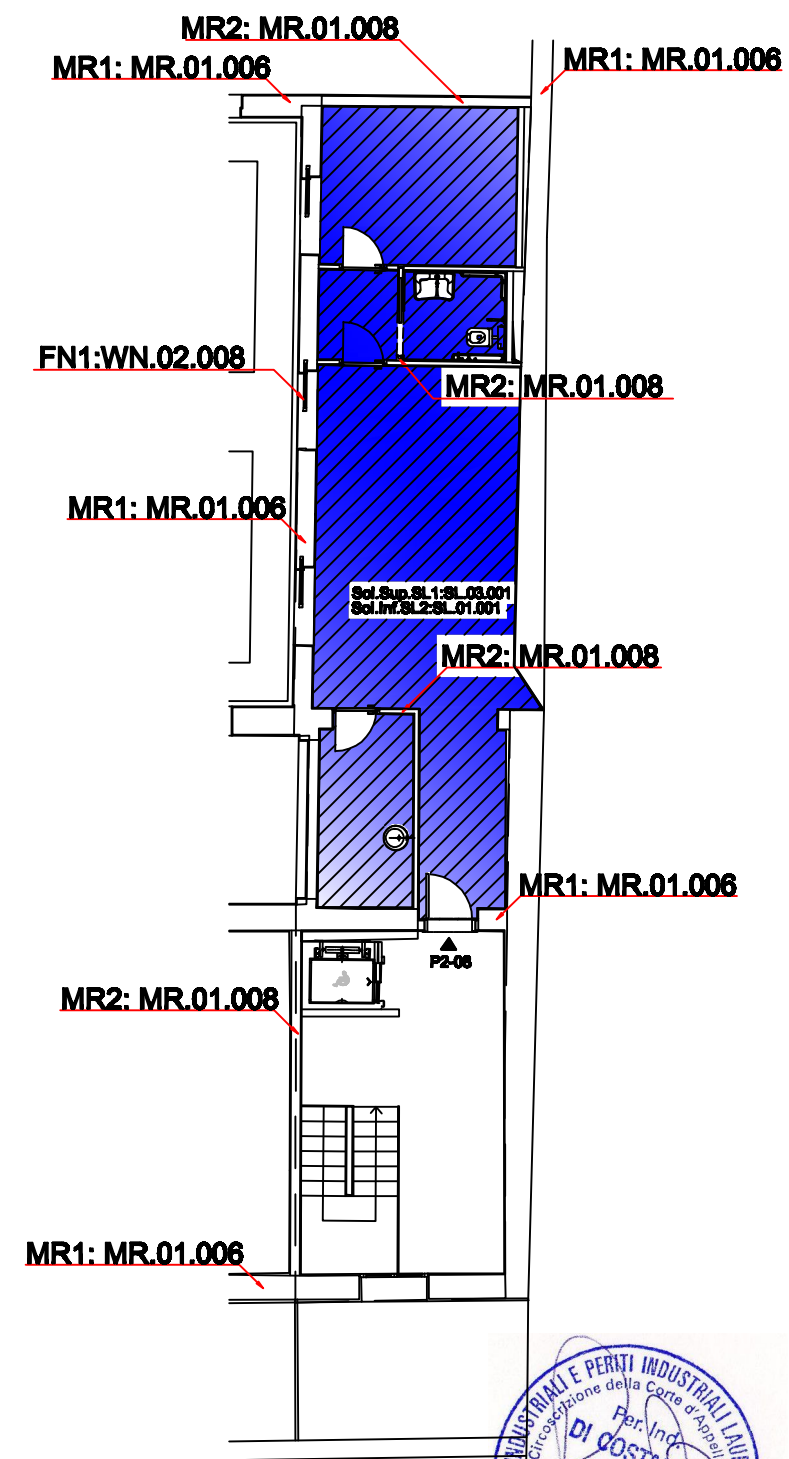 MR2: MR.01.008
MR1: MR.01.006
MR1: MR.01.006
FN1:WN.02.008
MR2: MR.01.008
MR1: MR.01.006
Sol.Sup.SL1:SL.03.001
Sol.Inf.SL2:SL.01.001
MR2: MR.01.008
MR1: MR.01.006
P2-06
MR2: MR.01.008
MR1: MR.01.006
INDUSTRIALI E PERITI INDUSTRIALI LAU
Circoscrizione della Corte d'Appell
Per. Ind.
DI COST